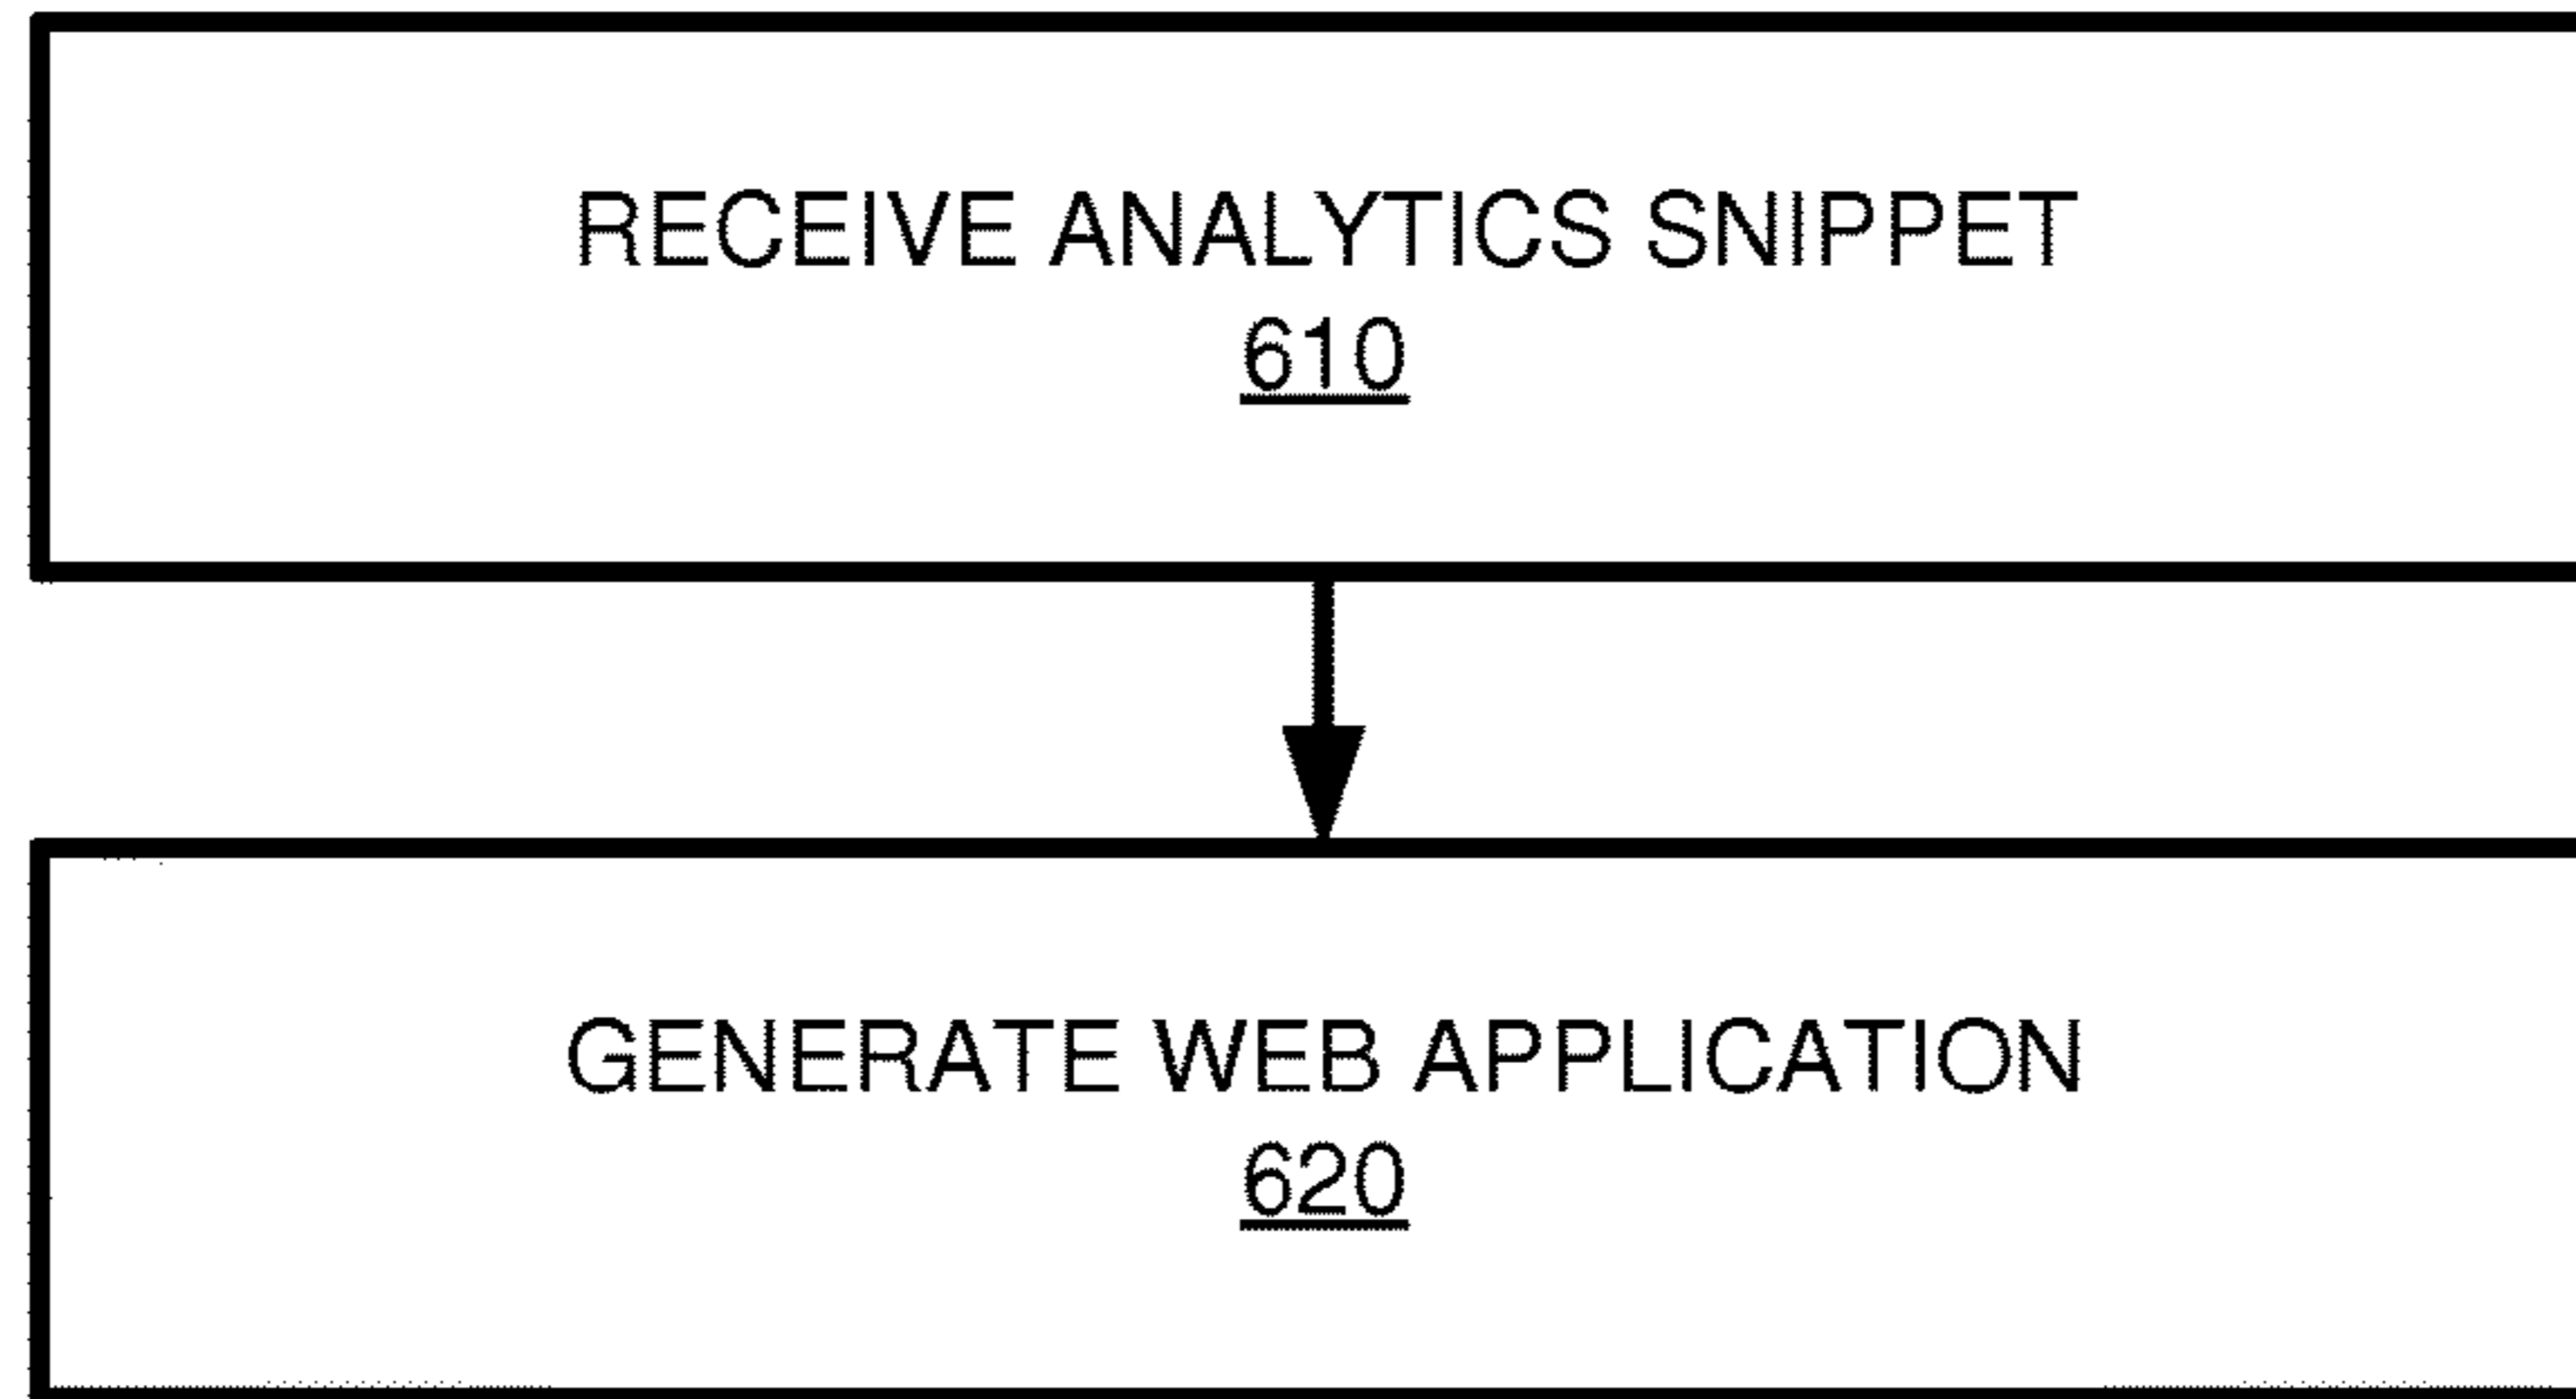 RECEIVE ANALYTICS SNIPPET
610
GENERATE WEB APPLICATION
620